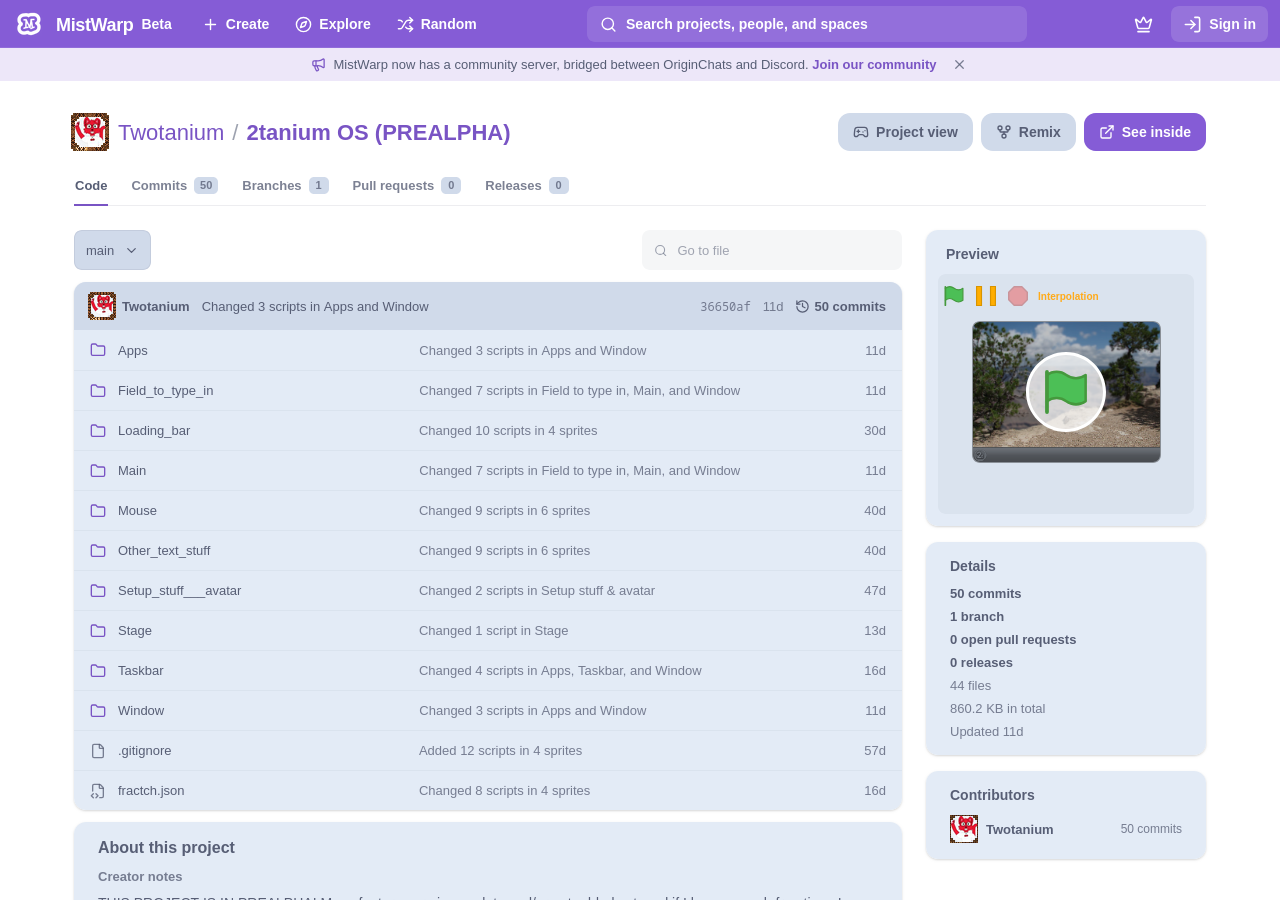 MistWarp Beta Create Explore Random Search projects, people, and spaces Sign in
MistWarp now has a community server, bridged between OriginChats and Discord. Join our community
Twotanium / 2tanium OS (PREALPHA) Project view Remix See inside
Code Commits 50 Branches 1 Pull requests 0 Releases 0
main Go to file
Twotanium Changed 3 scripts in Apps and Window 36650af 11d 50 commits
Apps Changed 3 scripts in Apps and Window 11d
Field_to_type_in Changed 7 scripts in Field to type in, Main, and Window 11d
Loading_bar Changed 10 scripts in 4 sprites 30d
Main Changed 7 scripts in Field to type in, Main, and Window 11d
Mouse Changed 9 scripts in 6 sprites 40d
Other_text_stuff Changed 9 scripts in 6 sprites 40d
Setup_stuff___avatar Changed 2 scripts in Setup stuff & avatar 47d
Stage Changed 1 script in Stage 13d
Taskbar Changed 4 scripts in Apps, Taskbar, and Window 16d
Window Changed 3 scripts in Apps and Window 11d
.gitignore Added 12 scripts in 4 sprites 57d
fractch.json Changed 8 scripts in 4 sprites 16d
About this project
Creator notes
Preview
Interpolation
Details
50 commits
1 branch
0 open pull requests
0 releases
44 files
860.2 KB in total
Updated 11d
Contributors
Twotanium 50 commits